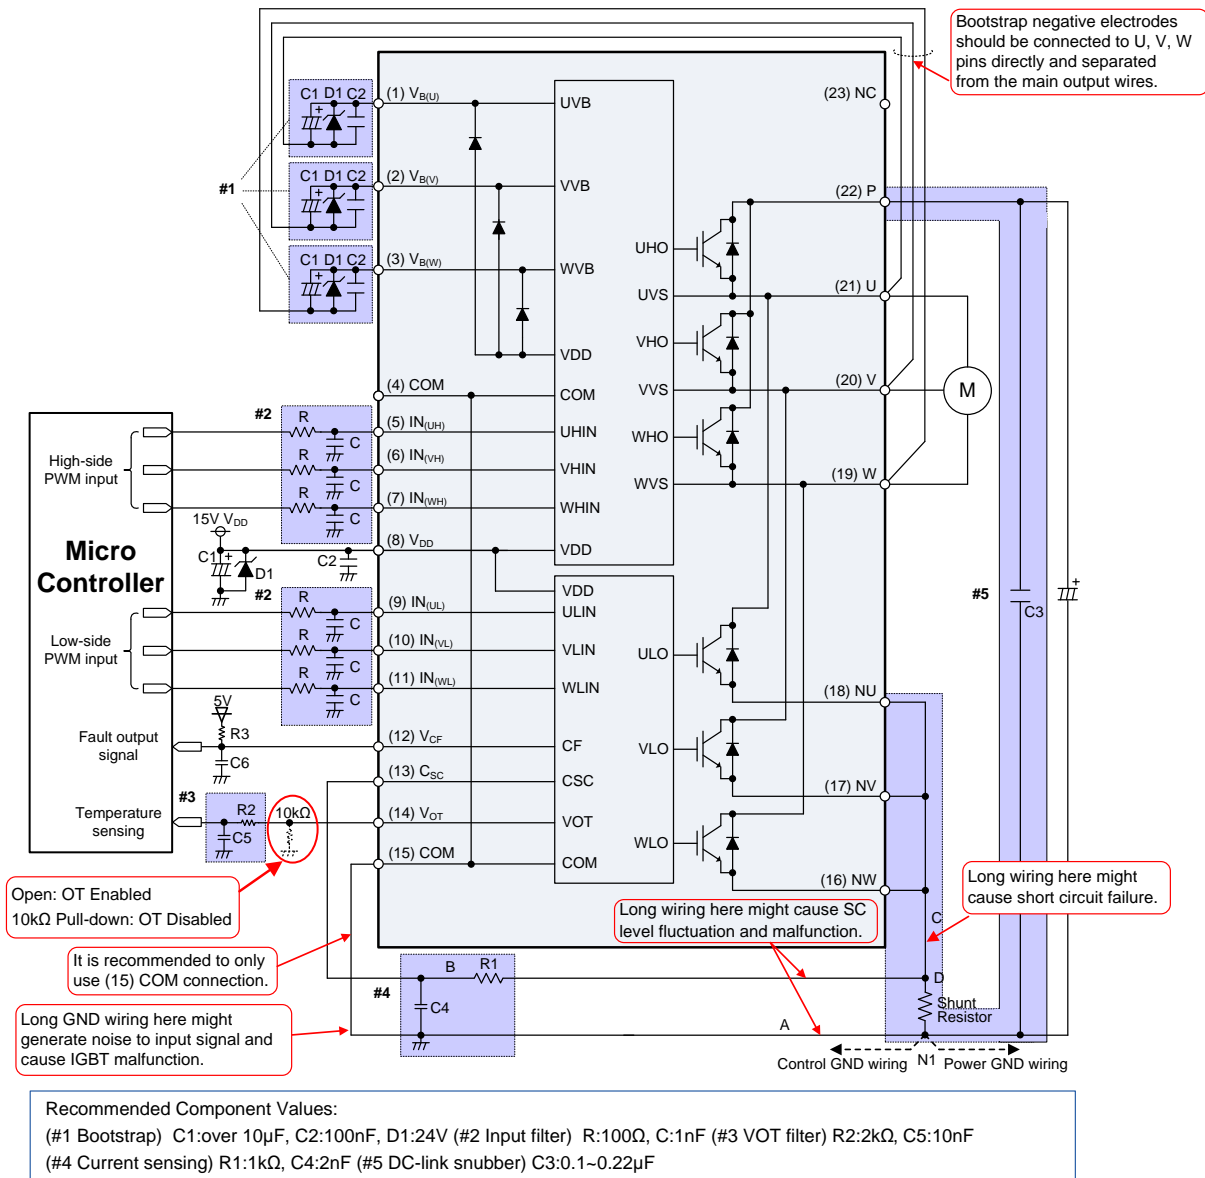 Bootstrap negative electrodes
should be connected to U, V, W
pins directly and separated
from the main output wires.
C1 D1 C2
(1) VB(U)
UVB
(23) NC
#1
C1 D1 C2
(2) VB(V)
VVB
(22) P
C1 D1 C2
(3) VB(W)
WVB
UHO
UVS
(21) U
VHO
VDD
VVS
(20) V
M
(4) COM
COM
#2
R
C
(5) IN(UH)
UHIN
WHO
High-side
PWM input
R
C
(6) IN(VH)
VHIN
WVS
(19) W
R
C
(7) IN(WH)
WHIN
15V VDD
Micro
Controller
C1
D1
C2
(8) VDD
VDD
VDD
#2
R
C
(9) IN(UL)
ULIN
#5
C3
Low-side
PWM input
R
C
(10) IN(VL)
VLIN
ULO
R
C
(11) IN(WL)
WLIN
(18) NU
5V
R3
Fault output
signal
C6
(12) VCF
CF
VLO
(13) CSC
CSC
(17) NV
#3
Temperature
sensing
R2
C5
10kΩ
(14) VOT
VOT
WLO
(15) COM
COM
(16) NW
Open: OT Enabled
10kΩ Pull-down: OT Disabled
Long wiring here might cause SC
level fluctuation and malfunction.
Long wiring here might
cause short circuit failure.
C
It is recommended to only
use (15) COM connection.
B
R1
D
#4
C4
Shunt
Resistor
Long GND wiring here might
generate noise to input signal and
cause IGBT malfunction.
A
Control GND wiring
N1
Power GND wiring
Recommended Component Values:
(#1 Bootstrap) C1:over 10µF, C2:100nF, D1:24V (#2 Input filter) R:100Ω, C:1nF (#3 VOT filter) R2:2kΩ, C5:10nF
(#4 Current sensing) R1:1kΩ, C4:2nF (#5 DC-link snubber) C3:0.1~0.22µF